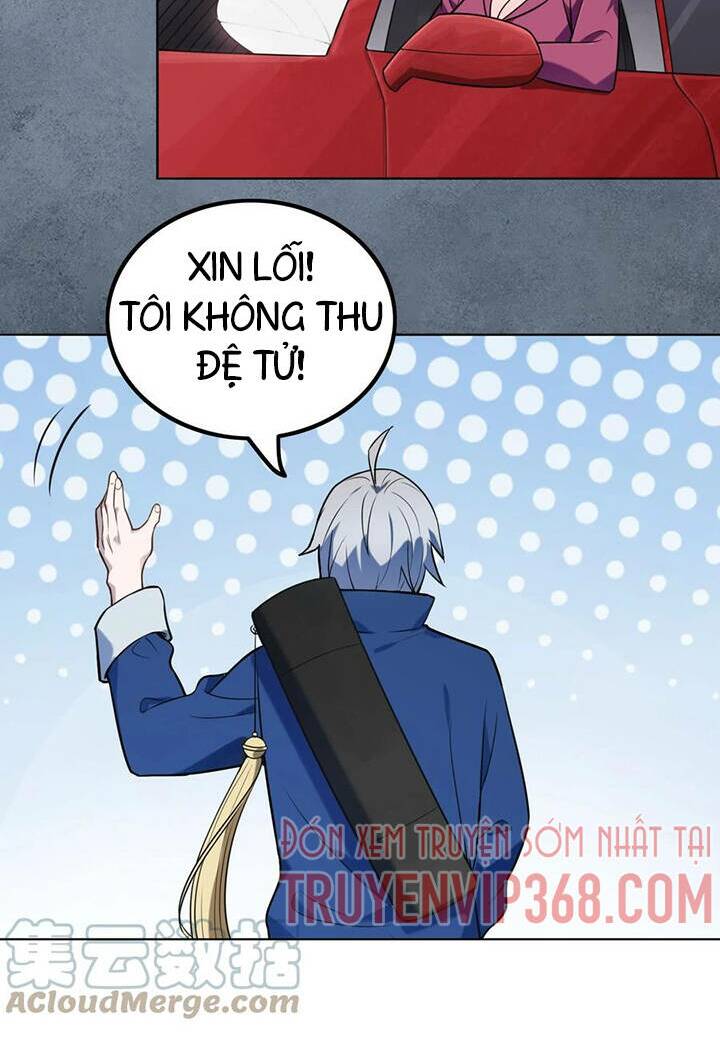 XIN LỖI!
TÔI KHÔNG THU
ĐỆ TỬ!
ĐÓN XEM TRUYỆN SỚM NHẤT TẠI
TRUYENVIP368.COM
集云数据
ACloudMerge.com